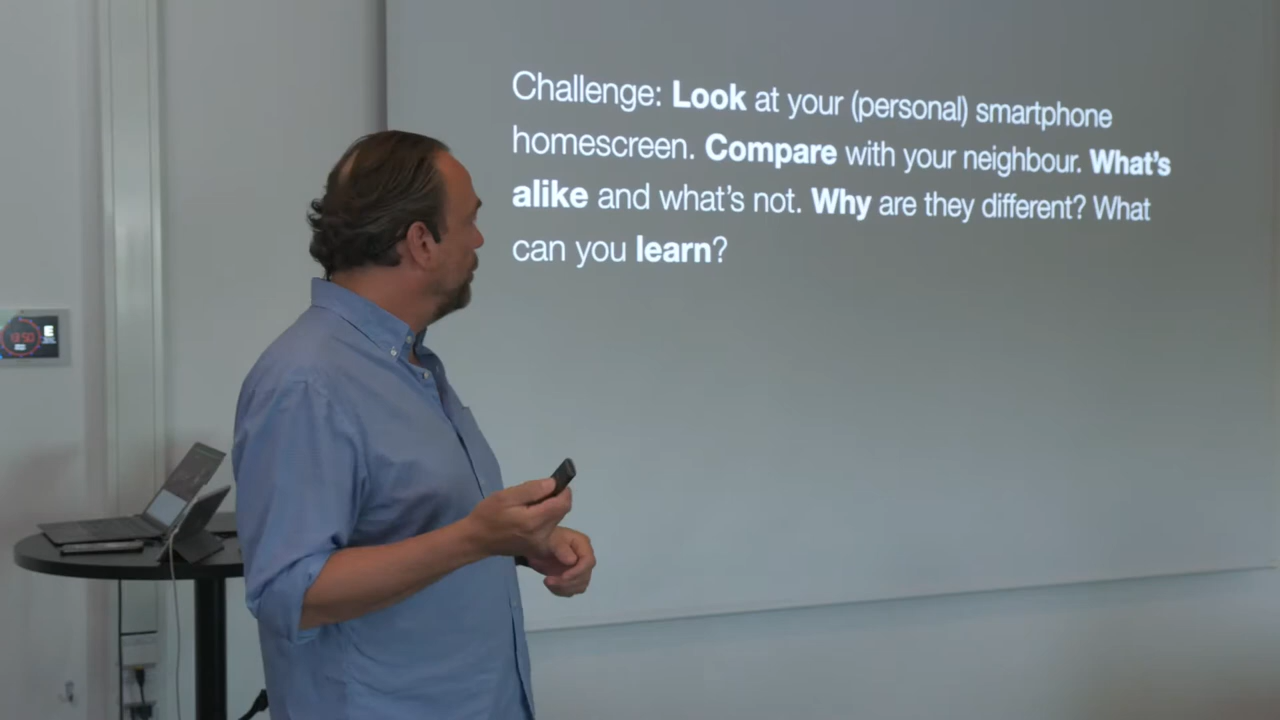 Challenge: Look at your (personal) smartphone
homescreen. Compare with your neighbour. What’s
alike and what’s not. Why are they different? What
can you learn?